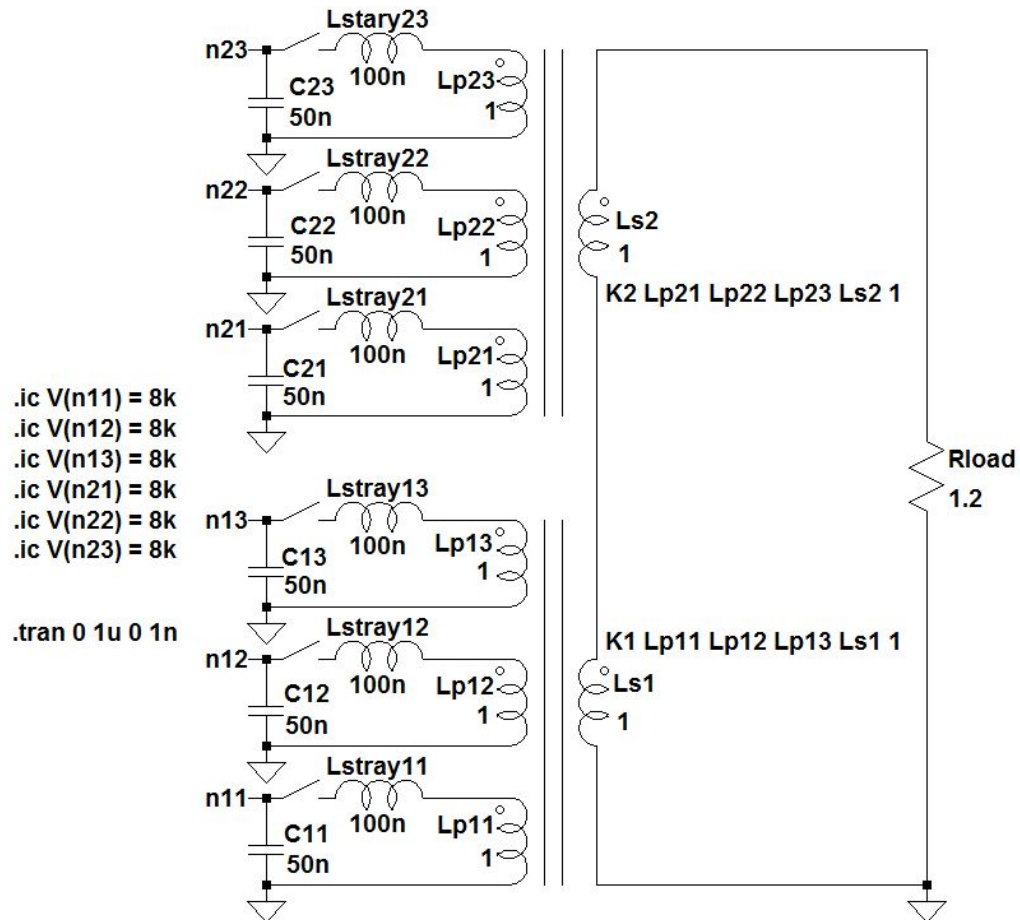 Lstary23
n23
C23
50n
100n
Lp23
1
Lstray22
n22
C22
50n
100n
Lp22
1
Ls2
1
K2 Lp21 Lp22 Lp23 Ls2 1
Lstray21
n21
C21
50n
100n
Lp21
1
.ic V(n11) = 8k
.ic V(n12) = 8k
.ic V(n13) = 8k
.ic V(n21) = 8k
.ic V(n22) = 8k
.ic V(n23) = 8k
.tran 0 1u 0 1n
Rload
1.2
Lstray13
n13
C13
50n
100n
Lp13
1
K1 Lp11 Lp12 Lp13 Ls1 1
Lstray12
n12
C12
50n
100n
Lp12
1
Ls1
1
Lstray11
n11
C11
50n
100n
Lp11
1